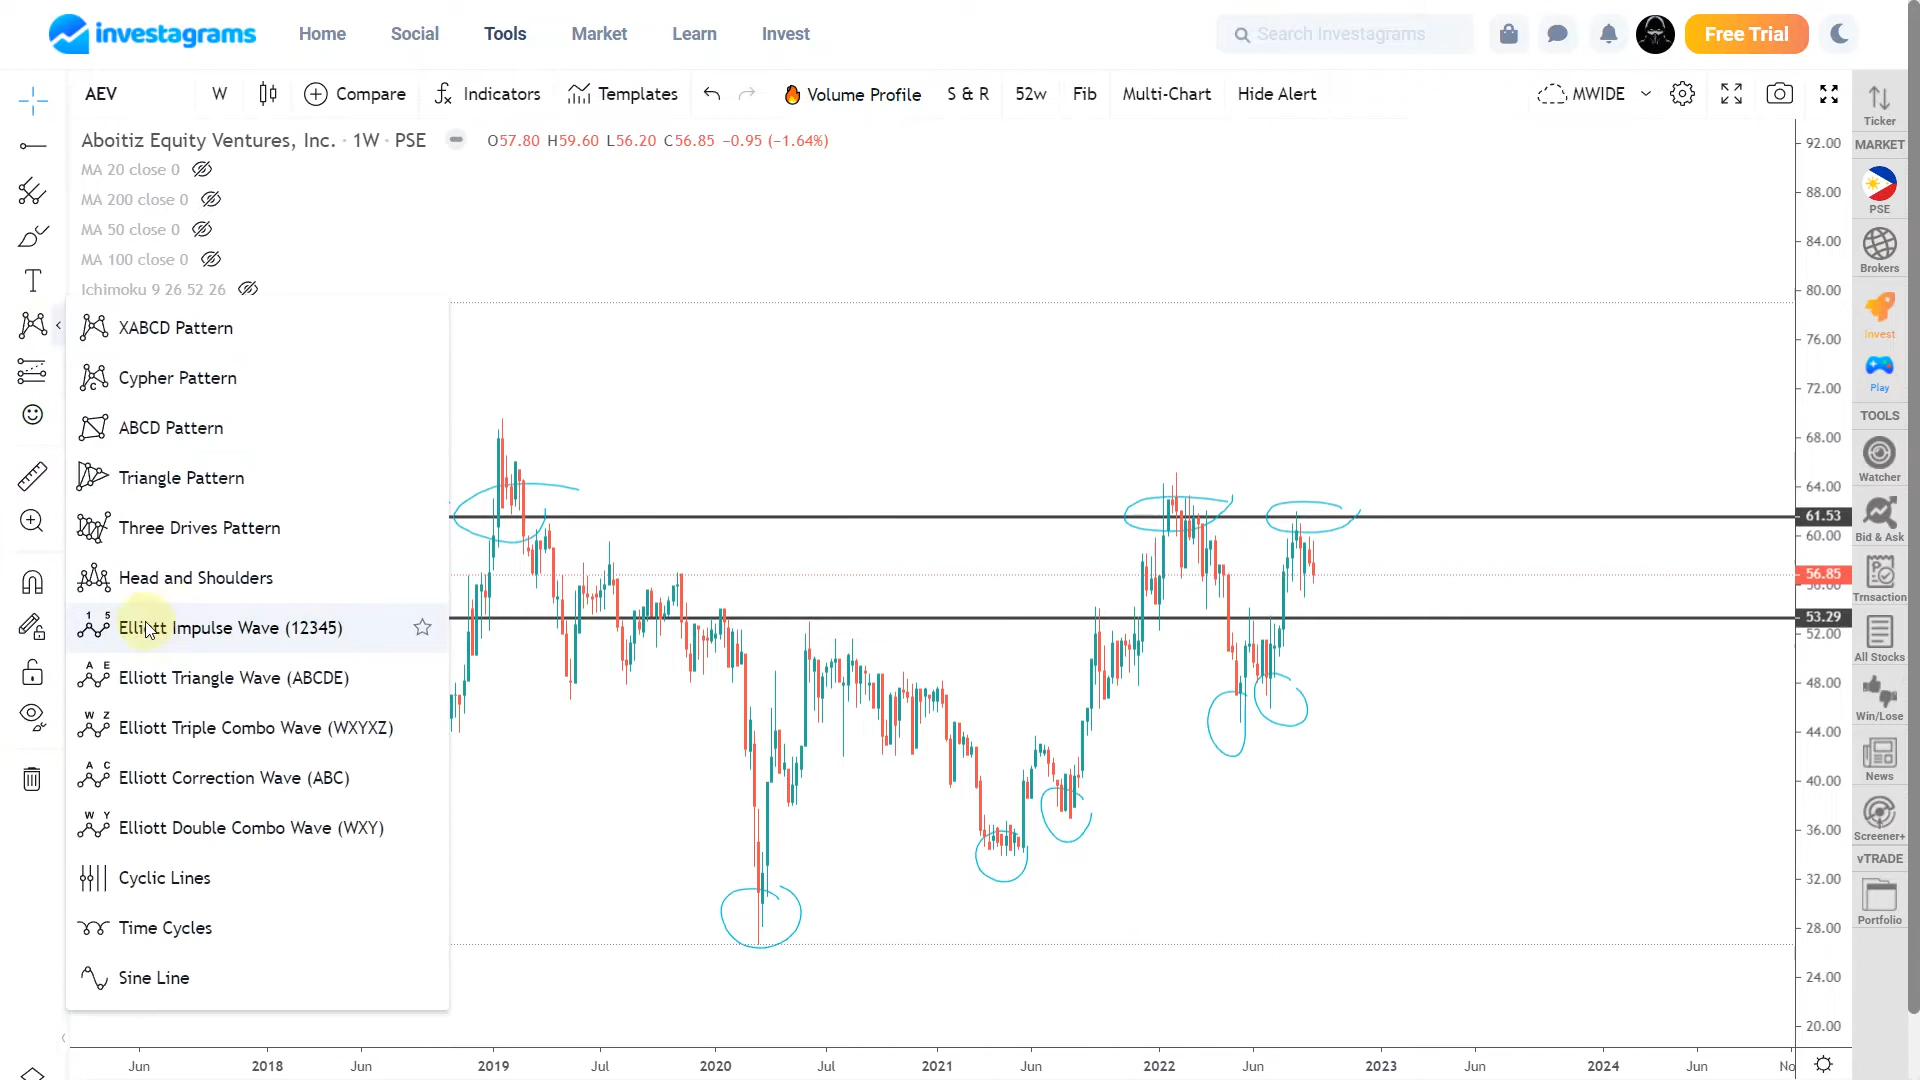 investagrams Home Social Tools Market Learn Invest Search Investagrams Free Trial
AEV W Compare Indicators Templates Volume Profile S & R 52w Fib Multi-Chart Hide Alert MWIDE
Aboitiz Equity Ventures, Inc. · 1W · PSE O57.80 H59.60 L56.20 C56.85 −0.95 (−1.64%)
MA 20 close 0
MA 200 close 0
MA 50 close 0
MA 100 close 0
Ichimoku 9 26 52 26
XABCD Pattern
Cypher Pattern
ABCD Pattern
Triangle Pattern
Three Drives Pattern
Head and Shoulders
Elliott Impulse Wave (12345)
Elliott Triangle Wave (ABCDE)
Elliott Triple Combo Wave (WXYXZ)
Elliott Correction Wave (ABC)
Elliott Double Combo Wave (WXY)
Cyclic Lines
Time Cycles
Sine Line
92.00
88.00
84.00
80.00
76.00
72.00
68.00
64.00
61.53
60.00
56.85
53.29
52.00
48.00
44.00
40.00
36.00
32.00
28.00
24.00
20.00
Jun 2018 Jun 2019 Jul 2020 Jul 2021 Jun 2022 Jun 2023 Jun 2024 Jun
Ticker
MARKET
PSE
Brokers
Invest
Play
TOOLS
Watcher
Bid & Ask
Trnsaction
All Stocks
Win/Lose
News
Screener+
vTRADE
Portfolio